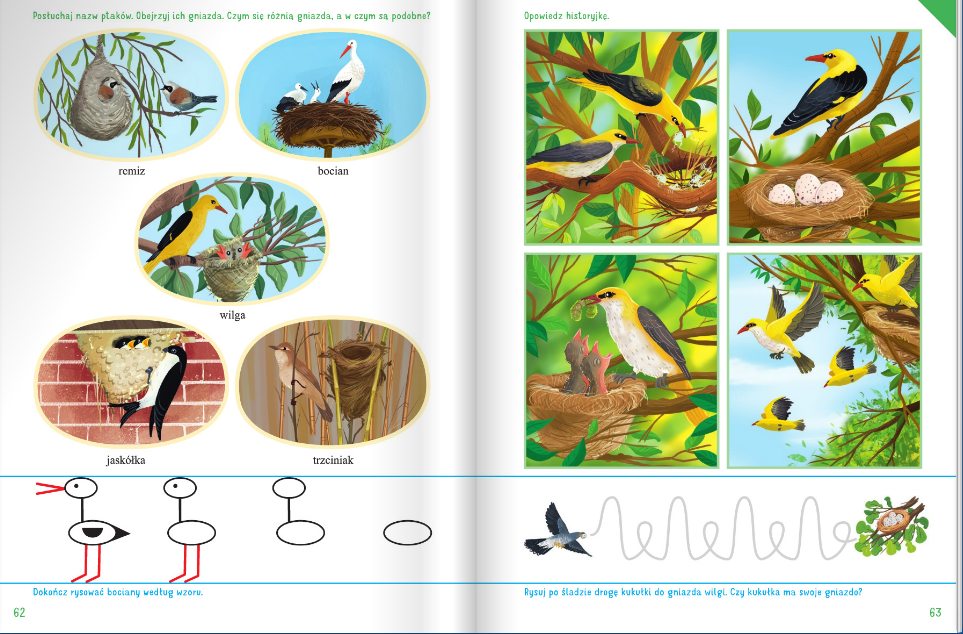 Posłuchaj nazw ptaków. Obejrzyj ich gniazda. Czym się różnią gniazda, a w czym są podobne?
remiz
bocian
wilga
jaskółka
trzciniak
Dokończ rysować bociany według wzoru.
62
Opowiedz historyjkę.
Rysuj po śladzie drogę kukułki do gniazda wilgi. Czy kukułka ma swoje gniazdo?
63